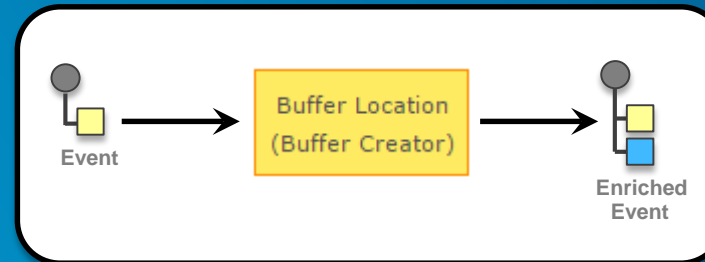 Event
Buffer Location
(Buffer Creator)
Enriched
Event